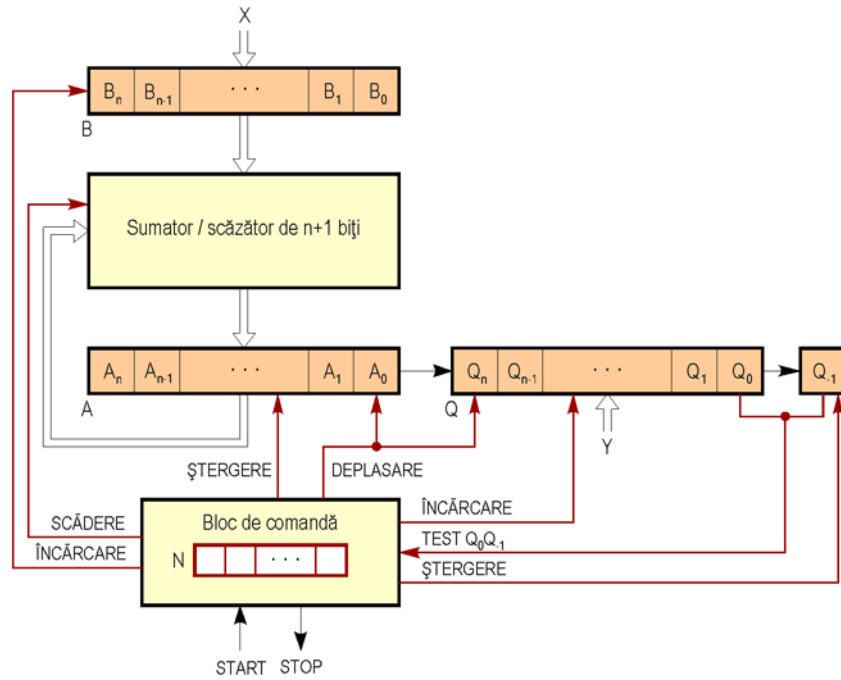 X
Bn Bn-1 · · · B1 B0
B
Sumator / scăzător de n+1 biţi
An An-1 · · · A1 A0
Qn Qn-1 · · · Q1 Q0
Q-1
A
Q
Y
ŞTERGERE
DEPLASARE
SCĂDERE
ÎNCĂRCARE
Bloc de comandă
N · · ·
ÎNCĂRCARE
TEST Q0Q-1
ŞTERGERE
START
STOP